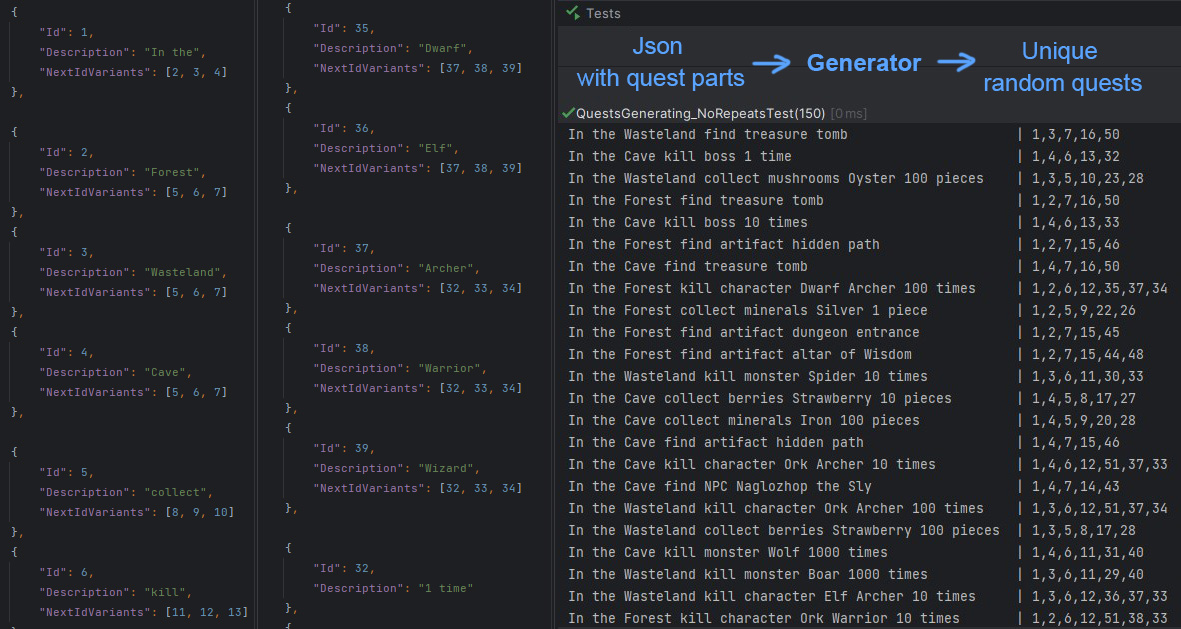 {
"Id": 1,
"Description": "In the",
"NextIdVariants": [2, 3, 4]
},
{
"Id": 2,
"Description": "Forest",
"NextIdVariants": [5, 6, 7]
},
{
"Id": 3,
"Description": "Wasteland",
"NextIdVariants": [5, 6, 7]
},
{
"Id": 4,
"Description": "Cave",
"NextIdVariants": [5, 6, 7]
},
{
"Id": 5,
"Description": "collect",
"NextIdVariants": [8, 9, 10]
},
{
"Id": 6,
"Description": "kill",
"NextIdVariants": [11, 12, 13]
{
"Id": 35,
"Description": "Dwarf",
"NextIdVariants": [37, 38, 39]
},
{
"Id": 36,
"Description": "Elf",
"NextIdVariants": [37, 38, 39]
},
{
"Id": 37,
"Description": "Archer",
"NextIdVariants": [32, 33, 34]
},
{
"Id": 38,
"Description": "Warrior",
"NextIdVariants": [32, 33, 34]
},
{
"Id": 39,
"Description": "Wizard",
"NextIdVariants": [32, 33, 34]
},
{
"Id": 32,
"Description": "1 time"
},
{
Tests
Json
with quest parts
Generator
Unique
random quests
QuestsGenerating_NoRepeatsTest(150) [0 ms]
In the Wasteland find treasure tomb | 1,3,7,16,50
In the Cave kill boss 1 time | 1,4,6,13,32
In the Wasteland collect mushrooms Oyster 100 pieces | 1,3,5,10,23,28
In the Forest find treasure tomb | 1,2,7,16,50
In the Cave kill boss 10 times | 1,4,6,13,33
In the Forest find artifact hidden path | 1,2,7,15,46
In the Cave find treasure tomb | 1,4,7,16,50
In the Forest kill character Dwarf Archer 100 times | 1,2,6,12,35,37,34
In the Forest collect minerals Silver 1 piece | 1,2,5,9,22,26
In the Forest find artifact dungeon entrance | 1,2,7,15,45
In the Forest find artifact altar of Wisdom | 1,2,7,15,44,48
In the Wasteland kill monster Spider 10 times | 1,3,6,11,30,33
In the Cave collect berries Strawberry 10 pieces | 1,4,5,8,17,27
In the Cave collect minerals Iron 100 pieces | 1,4,5,9,20,28
In the Cave find artifact hidden path | 1,4,7,15,46
In the Cave kill character Ork Archer 10 times | 1,4,6,12,51,37,33
In the Cave find NPC Naglozhop the Sly | 1,4,7,14,43
In the Wasteland kill character Ork Archer 100 times | 1,3,6,12,51,37,34
In the Wasteland collect berries Strawberry 100 pieces | 1,3,5,8,17,28
In the Cave kill monster Wolf 1000 times | 1,4,6,11,31,40
In the Wasteland kill monster Boar 1000 times | 1,3,6,11,29,40
In the Wasteland kill character Elf Archer 10 times | 1,3,6,12,36,37,33
In the Forest kill character Ork Warrior 10 times | 1,2,6,12,51,38,33